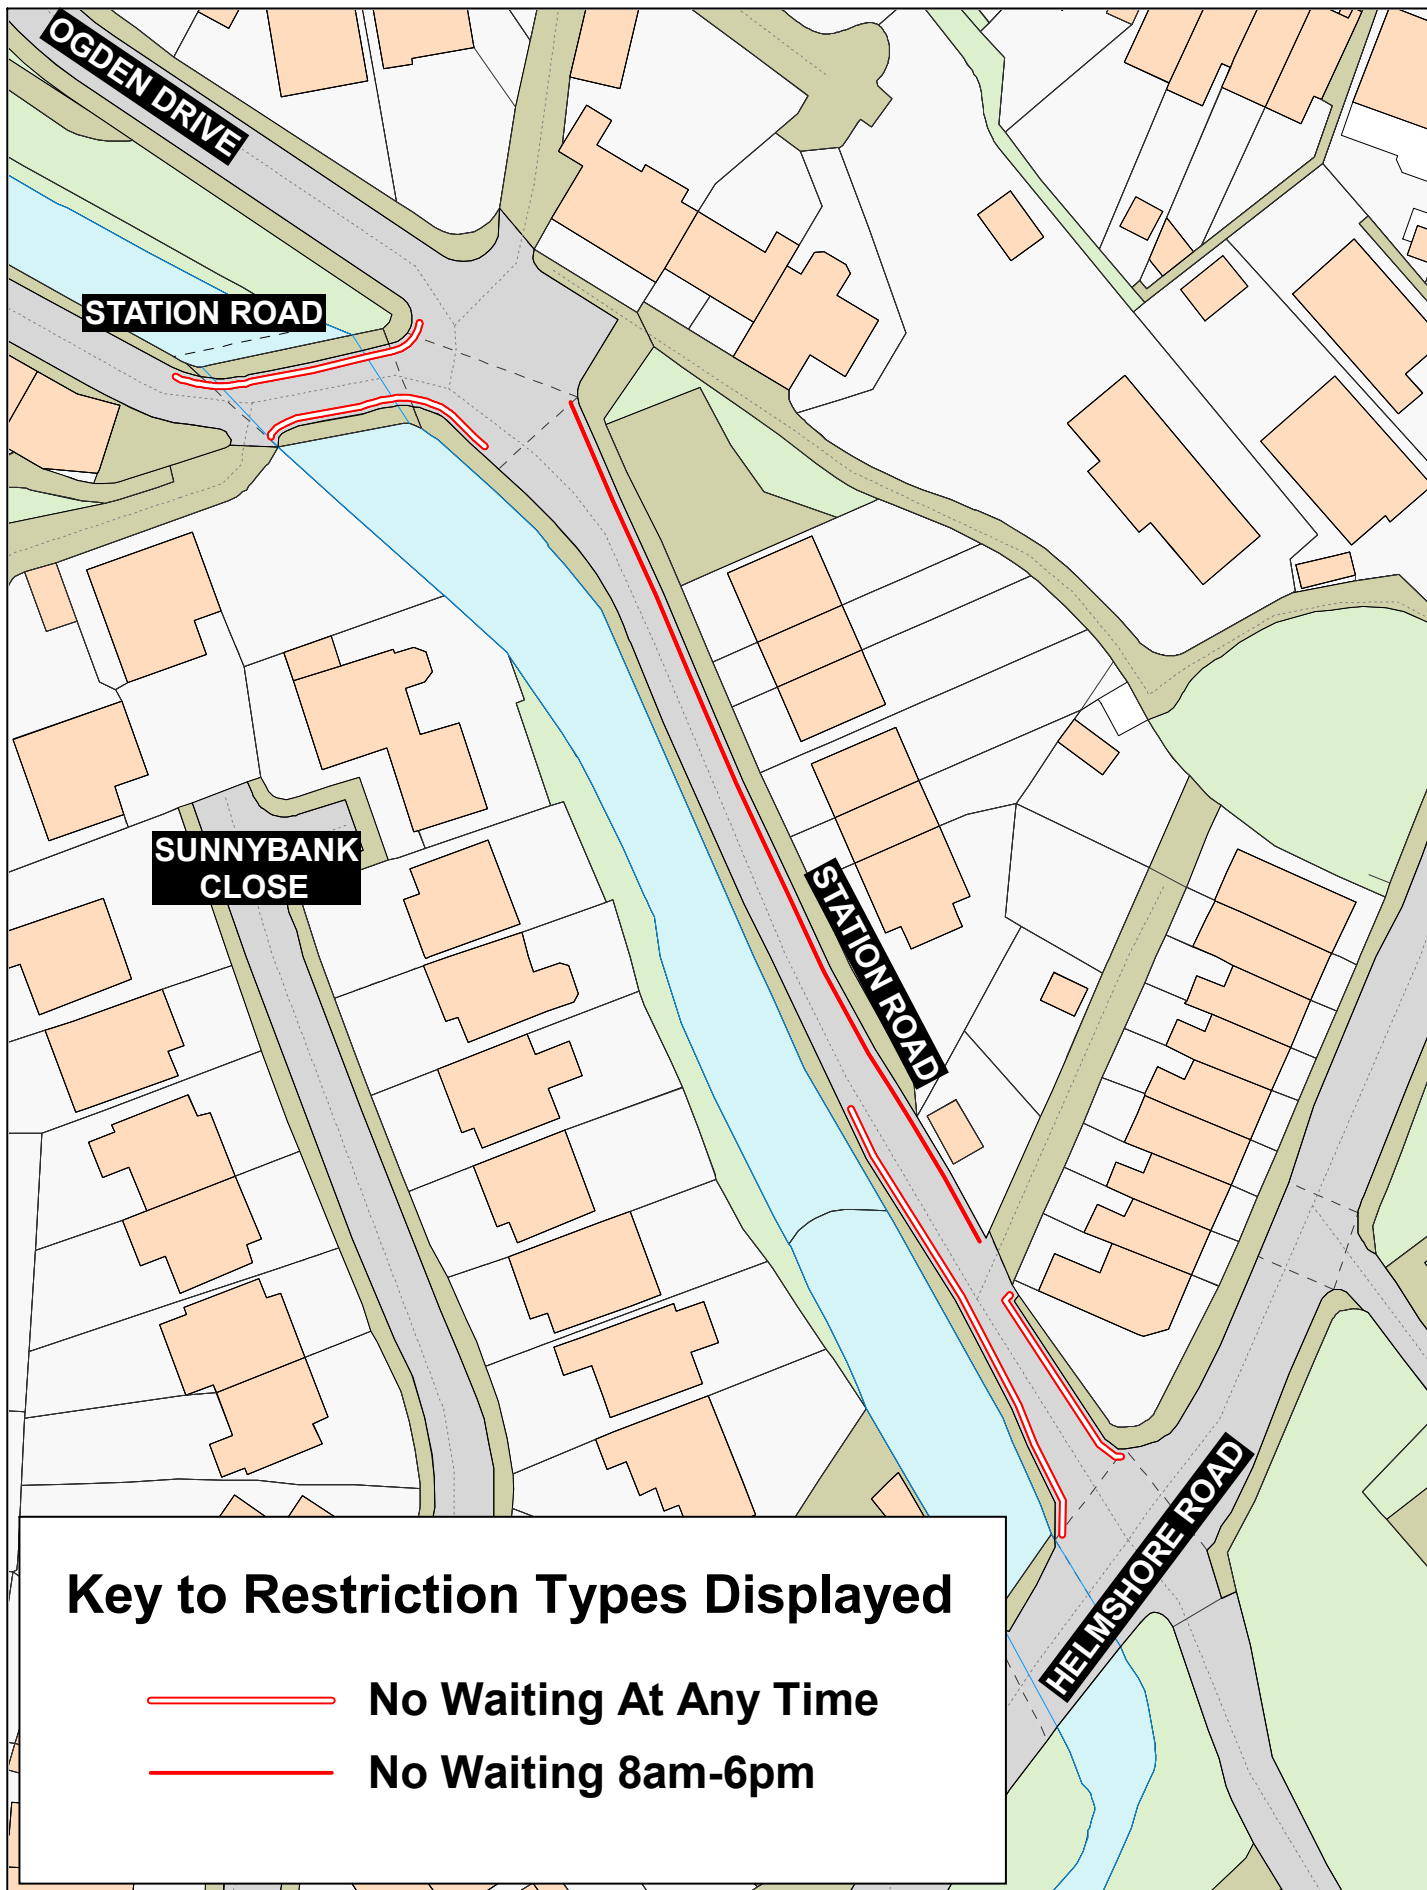 OGDEN DRIVE
STATION ROAD
SUNNYBANK
CLOSE
STATION ROAD
HELMSHORE ROAD
Key to Restriction Types Displayed
No Waiting At Any Time
No Waiting 8am-6pm